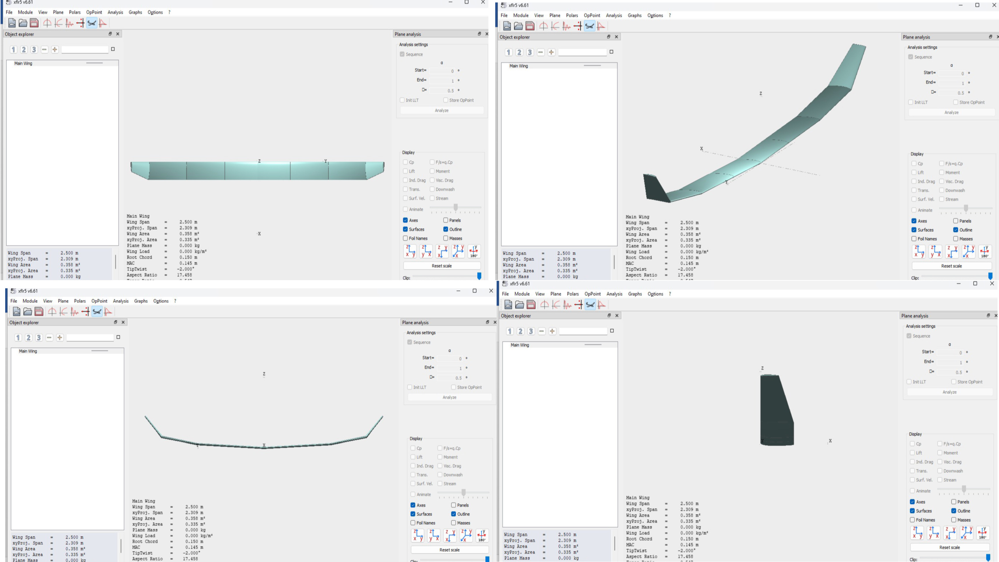 xflr5 v6.61
File Module View Plane Polars OpPoint Analysis Graphs Options ?
Object explorer
1 2 3
Main Wing
Wing Span = 2.500 m
xyProj. Span = 2.309 m
Wing Area = 0.358 m²
xyProj. Area = 0.335 m²
Plane Mass = 0.000 kg
Z
Y
X
Main Wing
Wing Span = 2.500 m
xyProj. Span = 2.309 m
Wing Area = 0.358 m²
xyProj. Area = 0.335 m²
Plane Mass = 0.000 kg
Wing Load = 0.000 kg/m²
Root Chord = 0.150 m
MAC = 0.145 m
TipTwist = -2.000°
Aspect Ratio = 17.458
Plane analysis
Analysis settings
Sequence
α
Start= 0 °
End= 1 °
0.5 °
Init LLT Store OpPoint
Analyze
Display
Cp F/s=q.Cp
Lift Moment
Ind. Drag Visc. Drag
Trans. Downwash
Surf. Vel. Stream
Animate
Axes Panels
Surfaces Outline
Foil Names Masses
z x y z y x z y x z y x y 180°
Reset scale
Clip:
xflr5 v6.61
File Module View Plane Polars OpPoint Analysis Graphs Options ?
Object explorer
1 2 3
Main Wing
Wing Span = 2.500 m
xyProj. Span = 2.309 m
Wing Area = 0.358 m²
xyProj. Area = 0.335 m²
Plane Mass = 0.000 kg
Z
X
Y
Main Wing
Wing Span = 2.500 m
xyProj. Span = 2.309 m
Wing Area = 0.358 m²
xyProj. Area = 0.335 m²
Plane Mass = 0.000 kg
Wing Load = 0.000 kg/m²
Root Chord = 0.150 m
MAC = 0.145 m
TipTwist = -2.000°
Aspect Ratio = 17.458
Plane analysis
Analysis settings
Sequence
α
Start= 0 °
End= 1 °
0.5 °
Init LLT Store OpPoint
Analyze
Display
Cp F/s=q.Cp
Lift Moment
Ind. Drag Visc. Drag
Trans. Downwash
Surf. Vel. Stream
Animate
Axes Panels
Surfaces Outline
Foil Names Masses
z x y z y x z y x z y x y 180°
Reset scale
Clip:
xflr5 v6.61
File Module View Plane Polars OpPoint Analysis Graphs Options ?
Object explorer
1 2 3
Main Wing
Wing Span = 2.500 m
xyProj. Span = 2.309 m
Wing Area = 0.358 m²
xyProj. Area = 0.335 m²
Plane Mass = 0.000 kg
Z
X
Y
Main Wing
Wing Span = 2.500 m
xyProj. Span = 2.309 m
Wing Area = 0.358 m²
xyProj. Area = 0.335 m²
Plane Mass = 0.000 kg
Wing Load = 0.000 kg/m²
Root Chord = 0.150 m
MAC = 0.145 m
TipTwist = -2.000°
Aspect Ratio = 17.458
Plane analysis
Analysis settings
Sequence
α
Start= 0 °
End= 1 °
0.5 °
Init LLT Store OpPoint
Analyze
Display
Cp F/s=q.Cp
Lift Moment
Ind. Drag Visc. Drag
Trans. Downwash
Surf. Vel. Stream
Animate
Axes Panels
Surfaces Outline
Foil Names Masses
z x y z y x z y x z y x y 180°
Reset scale
Clip:
xflr5 v6.61
File Module View Plane Polars OpPoint Analysis Graphs Options ?
Object explorer
1 2 3
Main Wing
Wing Span = 2.500 m
xyProj. Span = 2.309 m
Wing Area = 0.358 m²
xyProj. Area = 0.335 m²
Plane Mass = 0.000 kg
Z
Y
X
Main Wing
Wing Span = 2.500 m
xyProj. Span = 2.309 m
Wing Area = 0.358 m²
xyProj. Area = 0.335 m²
Plane Mass = 0.000 kg
Wing Load = 0.000 kg/m²
Root Chord = 0.150 m
MAC = 0.145 m
TipTwist = -2.000°
Aspect Ratio = 17.458
Plane analysis
Analysis settings
Sequence
α
Start= 0 °
End= 1 °
0.5 °
Init LLT Store OpPoint
Analyze
Display
Cp F/s=q.Cp
Lift Moment
Ind. Drag Visc. Drag
Trans. Downwash
Surf. Vel. Stream
Animate
Axes Panels
Surfaces Outline
Foil Names Masses
z x y z y x z y x z y x y 180°
Reset scale
Clip: